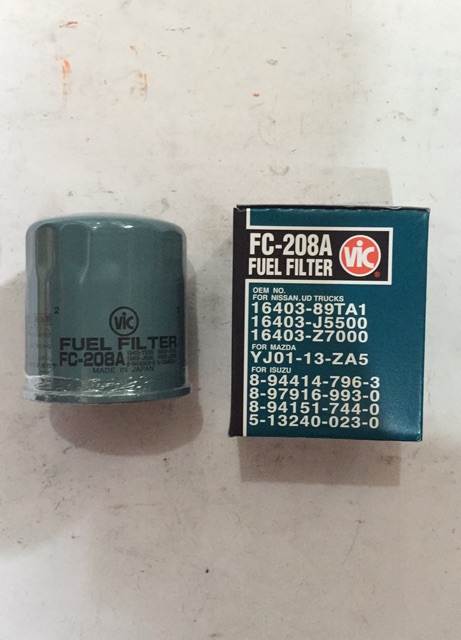 2
VIC
FUEL FILTER
FC-208A
MADE IN JAPAN
FC-208A
FUEL FILTER
VIC
®
OEM NO.
FOR NISSAN.UD TRUCKS
16403-89TA1
16403-J5500
16403-Z7000
FOR MAZDA
YJ01-13-ZA5
FOR ISUZU
8-94414-796-3
8-97916-993-0
8-94151-744-0
5-13240-023-0